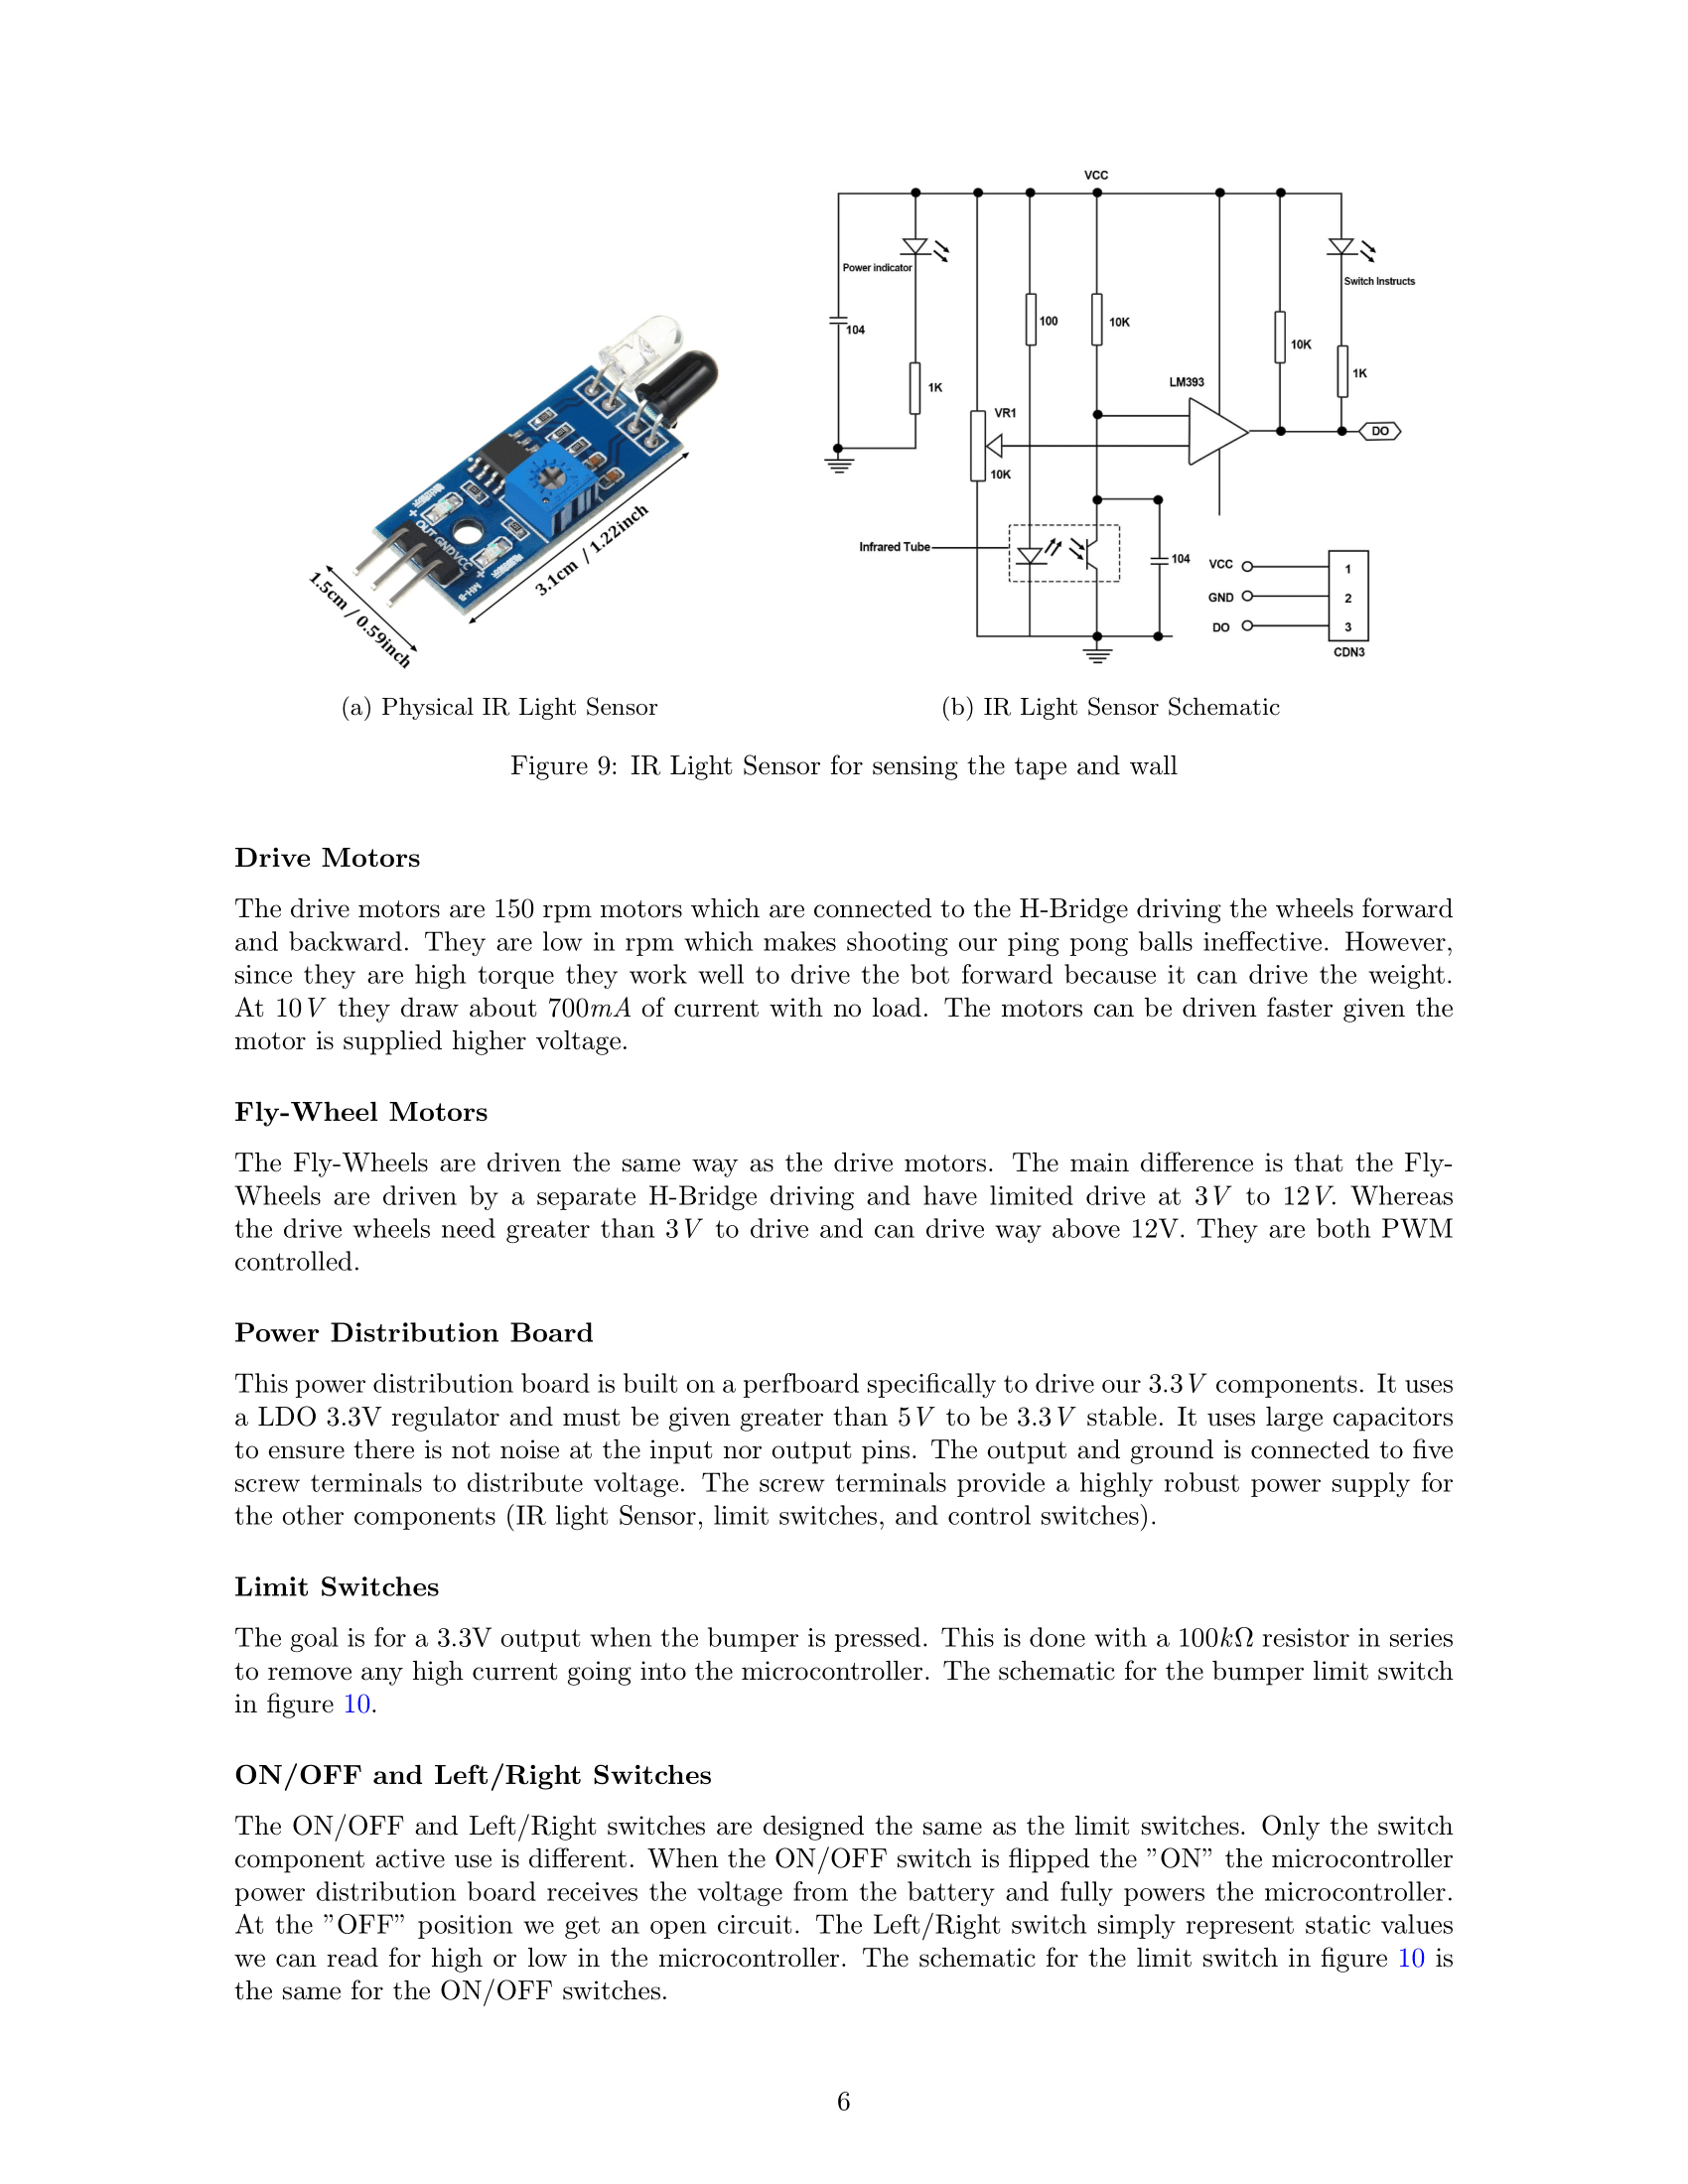 +
OUT GND VCC
+
MH-B
1.5cm / 0.59inch
3.1cm / 1.22inch
VCC
Power indicator
Switch Instructs
104
100
10K
10K
1K
1K
LM393
VR1
DO
10K
Infrared Tube
104
VCC
1
GND
2
DO
3
CDN3
(a) Physical IR Light Sensor
(b) IR Light Sensor Schematic
Figure 9: IR Light Sensor for sensing the tape and wall
Drive Motors
The drive motors are 150 rpm motors which are connected to the H-Bridge driving the wheels forward
and backward. They are low in rpm which makes shooting our ping pong balls ineffective. However,
since they are high torque they work well to drive the bot forward because it can drive the weight.
At 10V they draw about 700mA of current with no load. The motors can be driven faster given the
motor is supplied higher voltage.
Fly-Wheel Motors
The Fly-Wheels are driven the same way as the drive motors. The main difference is that the Fly-
Wheels are driven by a separate H-Bridge driving and have limited drive at 3V to 12V. Whereas
the drive wheels need greater than 3V to drive and can drive way above 12V. They are both PWM
controlled.
Power Distribution Board
This power distribution board is built on a perfboard specifically to drive our 3.3V components. It uses
a LDO 3.3V regulator and must be given greater than 5V to be 3.3V stable. It uses large capacitors
to ensure there is not noise at the input nor output pins. The output and ground is connected to five
screw terminals to distribute voltage. The screw terminals provide a highly robust power supply for
the other components (IR light Sensor, limit switches, and control switches).
Limit Switches
The goal is for a 3.3V output when the bumper is pressed. This is done with a 100kΩ resistor in series
to remove any high current going into the microcontroller. The schematic for the bumper limit switch
in figure 10.
ON/OFF and Left/Right Switches
The ON/OFF and Left/Right switches are designed the same as the limit switches. Only the switch
component active use is different. When the ON/OFF switch is flipped the ”ON” the microcontroller
power distribution board receives the voltage from the battery and fully powers the microcontroller.
At the ”OFF” position we get an open circuit. The Left/Right switch simply represent static values
we can read for high or low in the microcontroller. The schematic for the limit switch in figure 10 is
the same for the ON/OFF switches.
6